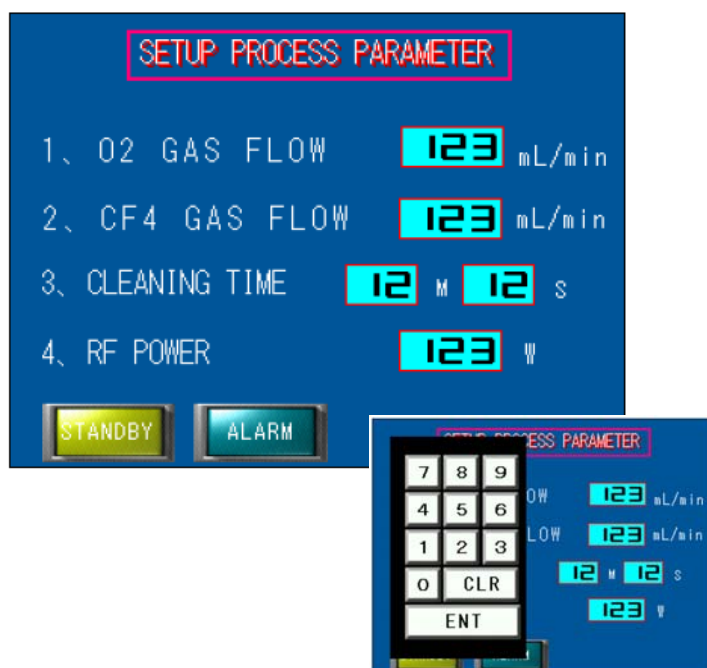 SETUP PROCESS PARAMETER
1、O2 GAS FLOW 123 mL/min
2、CF4 GAS FLOW 123 mL/min
3、CLEANING TIME 12 M 12 S
4、RF POWER 123 W
STANDBY ALARM
PROCESS PARAMETER
7 8 9
OW 123 mL/min
4 5 6
LOW 123 mL/min
1 2 3
12 M 12 S
0 CLR
123 W
ENT